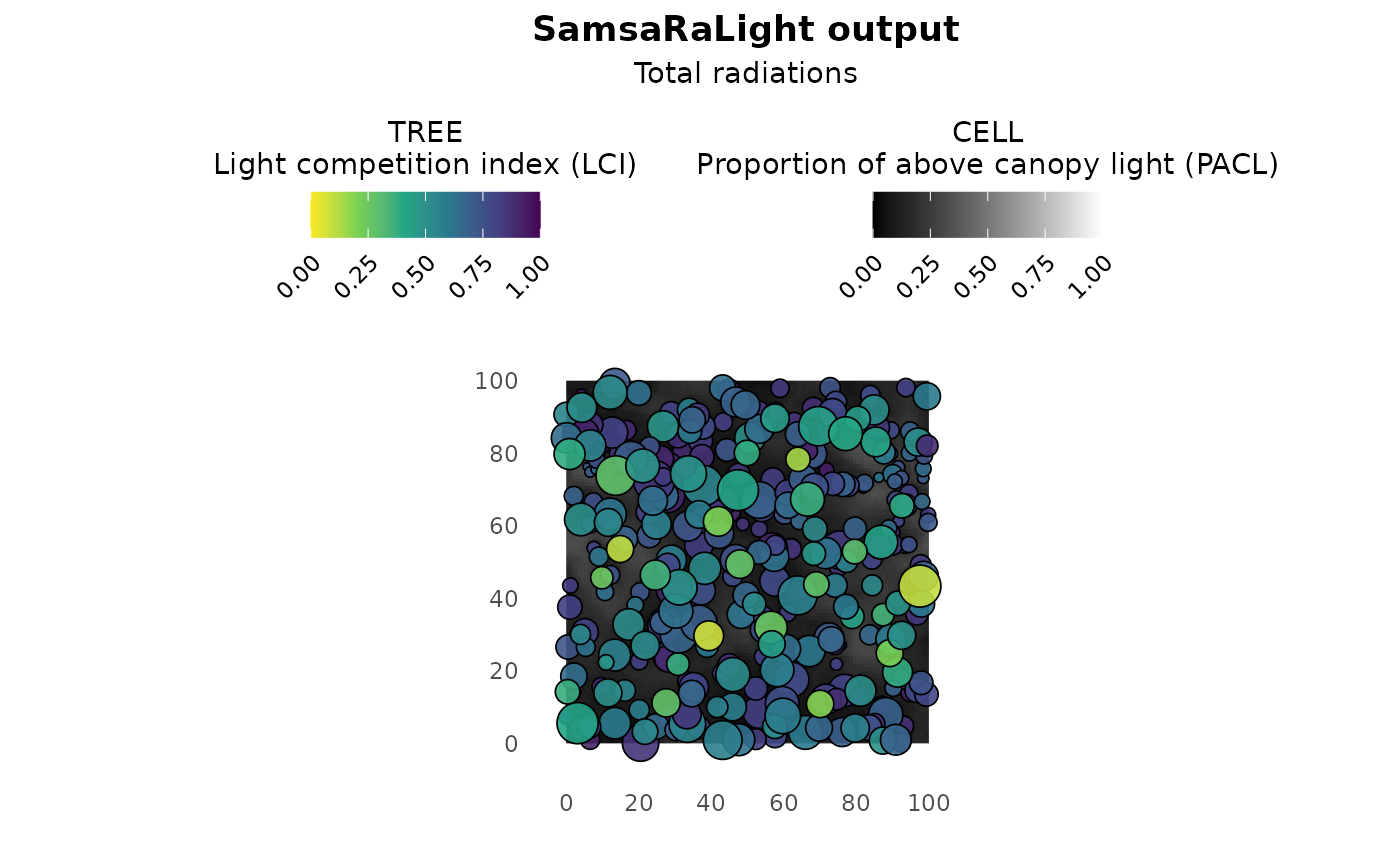 SamsaRaLight output
Total radiations
TREE
Light competition index (LCI)
0.00 0.25 0.50 0.75 1.00
CELL
Proportion of above canopy light (PACL)
0.00 0.25 0.50 0.75 1.00
100
80
60
40
20
0
0 20 40 60 80 100